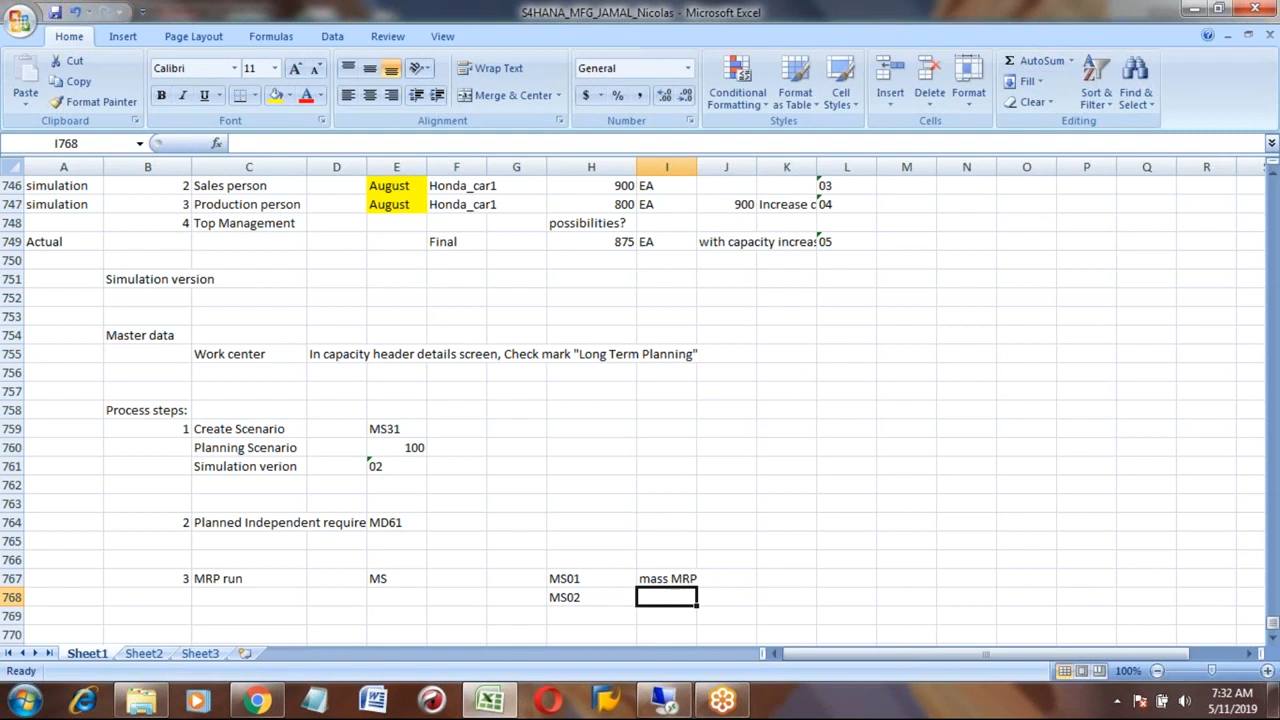 S4HANA_MFG_JAMAL_Nicolas - Microsoft Excel
Home Insert Page Layout Formulas Data Review View
Paste Cut Calibri 11 Wrap Text General Conditional Formatting Format as Table Cell Styles Insert Delete Format AutoSum Sort & Filter Find & Select
Copy Fill
Format Painter B I U Merge & Center $ % , Clear
Clipboard Font Alignment Number Styles Cells Editing
I768 fx
A B C D E F G H I J K L M N O P Q R
746 simulation 2 Sales person August Honda_car1 900 EA 03
747 simulation 3 Production person August Honda_car1 800 EA 900 Increase c 04
748 4 Top Management possibilities?
749 Actual Final 875 EA with capacity increas 05
750
751 Simulation version
752
753
754 Master data
755 Work center In capacity header details screen, Check mark "Long Term Planning"
756
757
758 Process steps:
759 1 Create Scenario MS31
760 Planning Scenario 100
761 Simulation verion 02
762
763
764 2 Planned Independent require MD61
765
766
767 3 MRP run MS MS01 mass MRP
768 MS02
769
770
Sheet1 Sheet2 Sheet3
Ready 100%
7:32 AM
5/11/2019